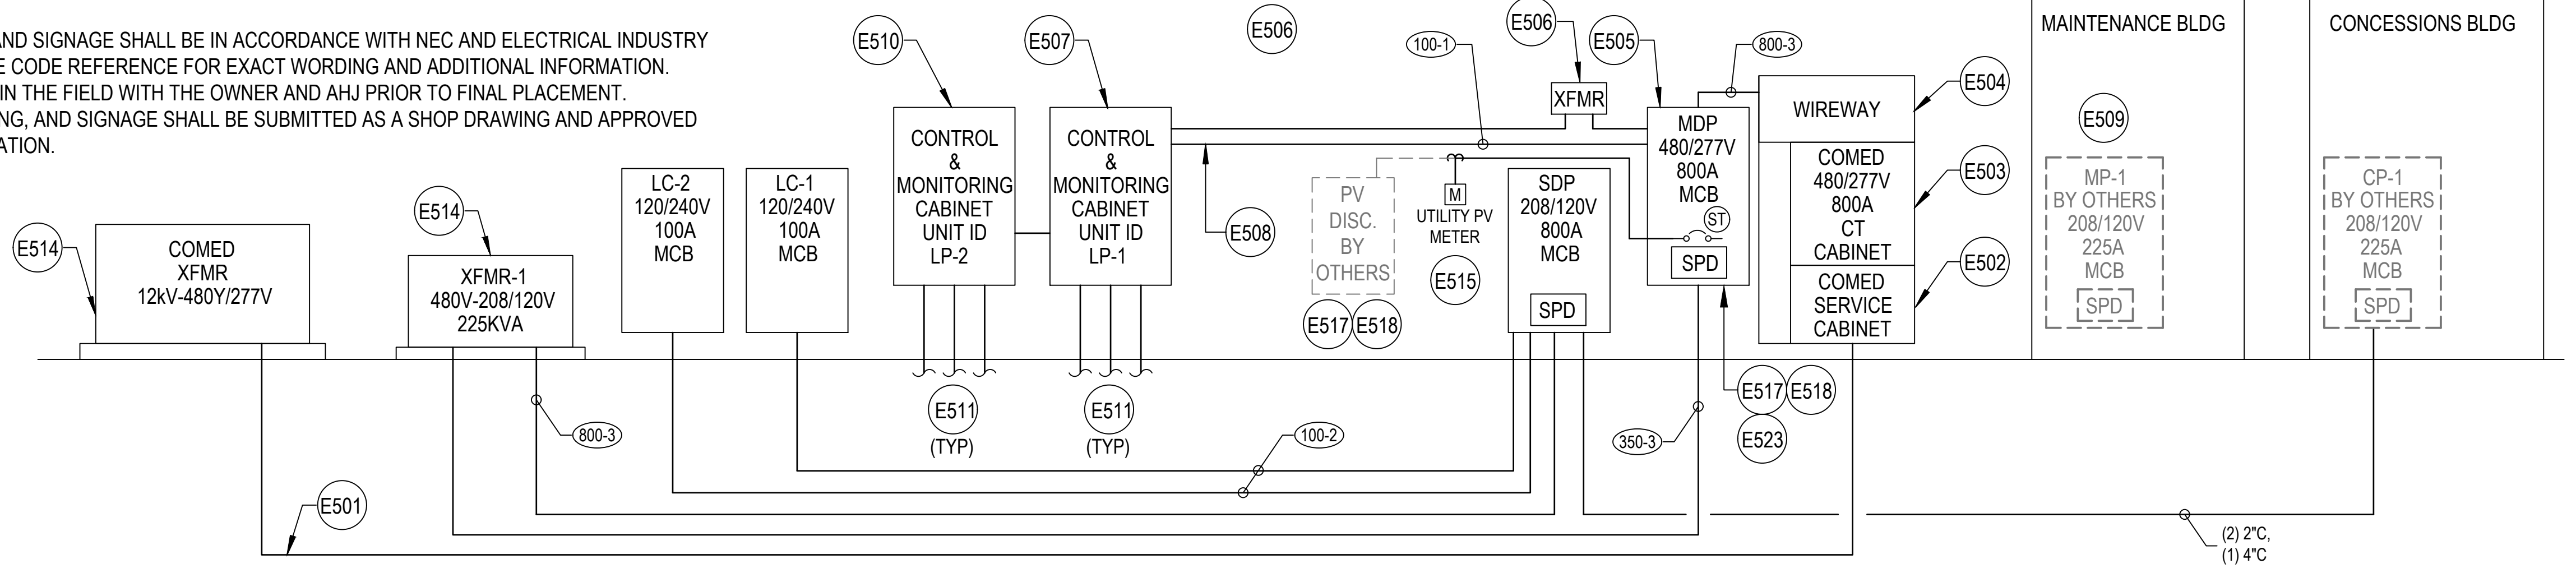 AND SIGNAGE SHALL BE IN ACCORDANCE WITH NEC AND ELECTRICAL INDUSTRY
CODE REFERENCE FOR EXACT WORDING AND ADDITIONAL INFORMATION.
IN THE FIELD WITH THE OWNER AND AHJ PRIOR TO FINAL PLACEMENT.
NG, AND SIGNAGE SHALL BE SUBMITTED AS A SHOP DRAWING AND APPROVED
ATION.
E514
COMED
XFMR
12kV-480Y/277V
E501
E514
XFMR-1
480V-208/120V
225KVA
800-3
LC-2
120/240V
100A
MCB
LC-1
120/240V
100A
MCB
E510
CONTROL
&
MONITORING
CABINET
UNIT ID
LP-2
E511
(TYP)
E507
CONTROL
&
MONITORING
CABINET
UNIT ID
LP-1
E511
(TYP)
E506
E508
100-1
100-2
PV
DISC.
BY
OTHERS
E517
E518
M
UTILITY PV
METER
E515
E506
XFMR
SDP
208/120V
800A
MCB
SPD
E505
MDP
480/277V
800A
MCB
ST
SPD
800-3
350-3
E517
E518
E523
WIREWAY
E504
COMED
480/277V
800A
CT
CABINET
E503
COMED
SERVICE
CABINET
E502
MAINTENANCE BLDG
E509
MP-1
BY OTHERS
208/120V
225A
MCB
SPD
CONCESSIONS BLDG
CP-1
BY OTHERS
208/120V
225A
MCB
SPD
(2) 2"C,
(1) 4"C